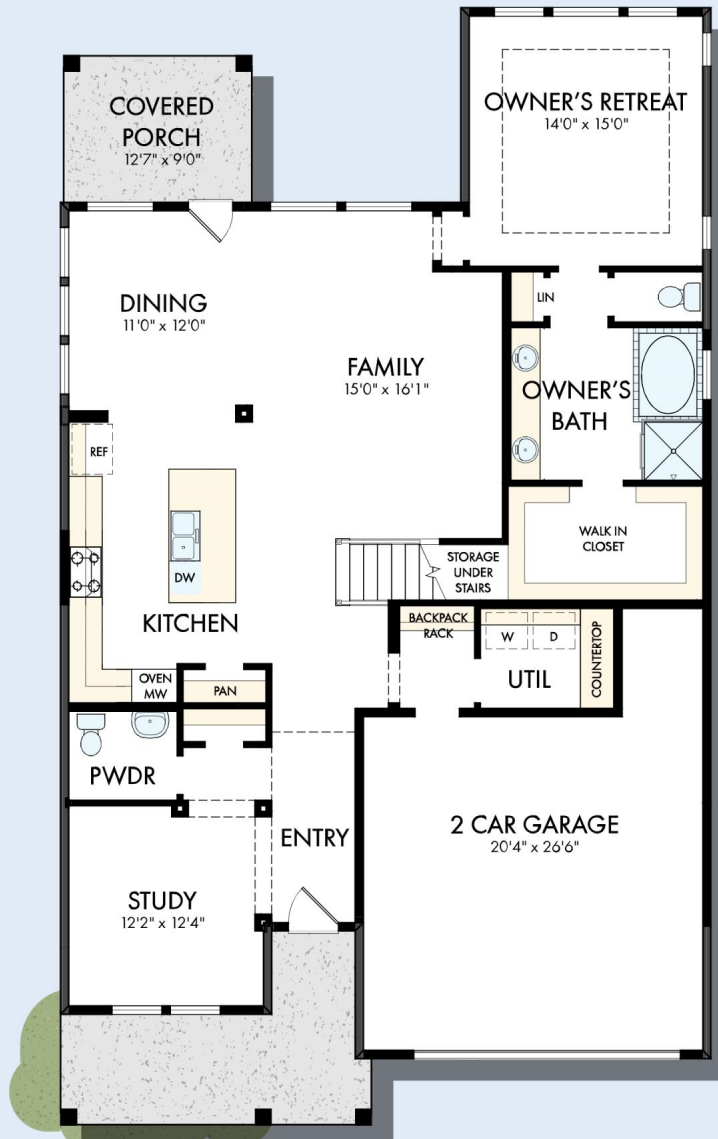 COVERED
PORCH
12'7" x 9'0"
OWNER'S RETREAT
14'0" x 15'0"
DINING
11'0" x 12'0"
FAMILY
15'0" x 16'1"
LIN
OWNER'S
BATH
REF
DW
KITCHEN
OVEN
MW
PAN
STORAGE
UNDER
STAIRS
WALK IN
CLOSET
BACKPACK
RACK
W
D
UTIL
COUNTERTOP
PWDR
ENTRY
STUDY
12'2" x 12'4"
2 CAR GARAGE
20'4" x 26'6"